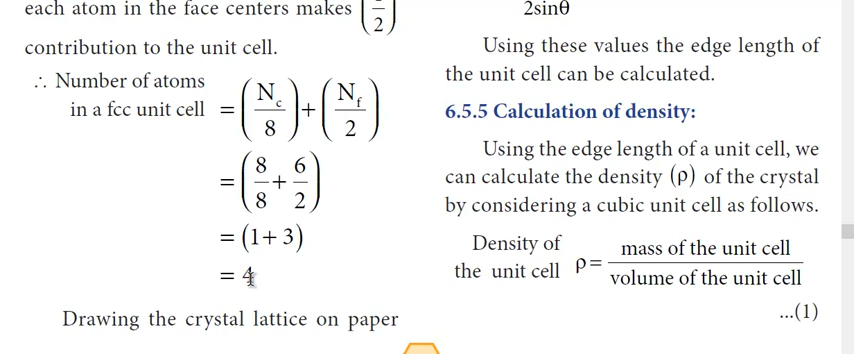 each atom in the face centers makes (–/2)
contribution to the unit cell.
∴ Number of atoms
in a fcc unit cell = (N_c/8) + (N_f/2)
= (8/8 + 6/2)
= (1+3)
= 4
Drawing the crystal lattice on paper
2sinθ
Using these values the edge length of
the unit cell can be calculated.
6.5.5 Calculation of density:
Using the edge length of a unit cell, we
can calculate the density (ρ) of the crystal
by considering a cubic unit cell as follows.
Density of
the unit cell ρ = mass of the unit cell / volume of the unit cell
...(1)